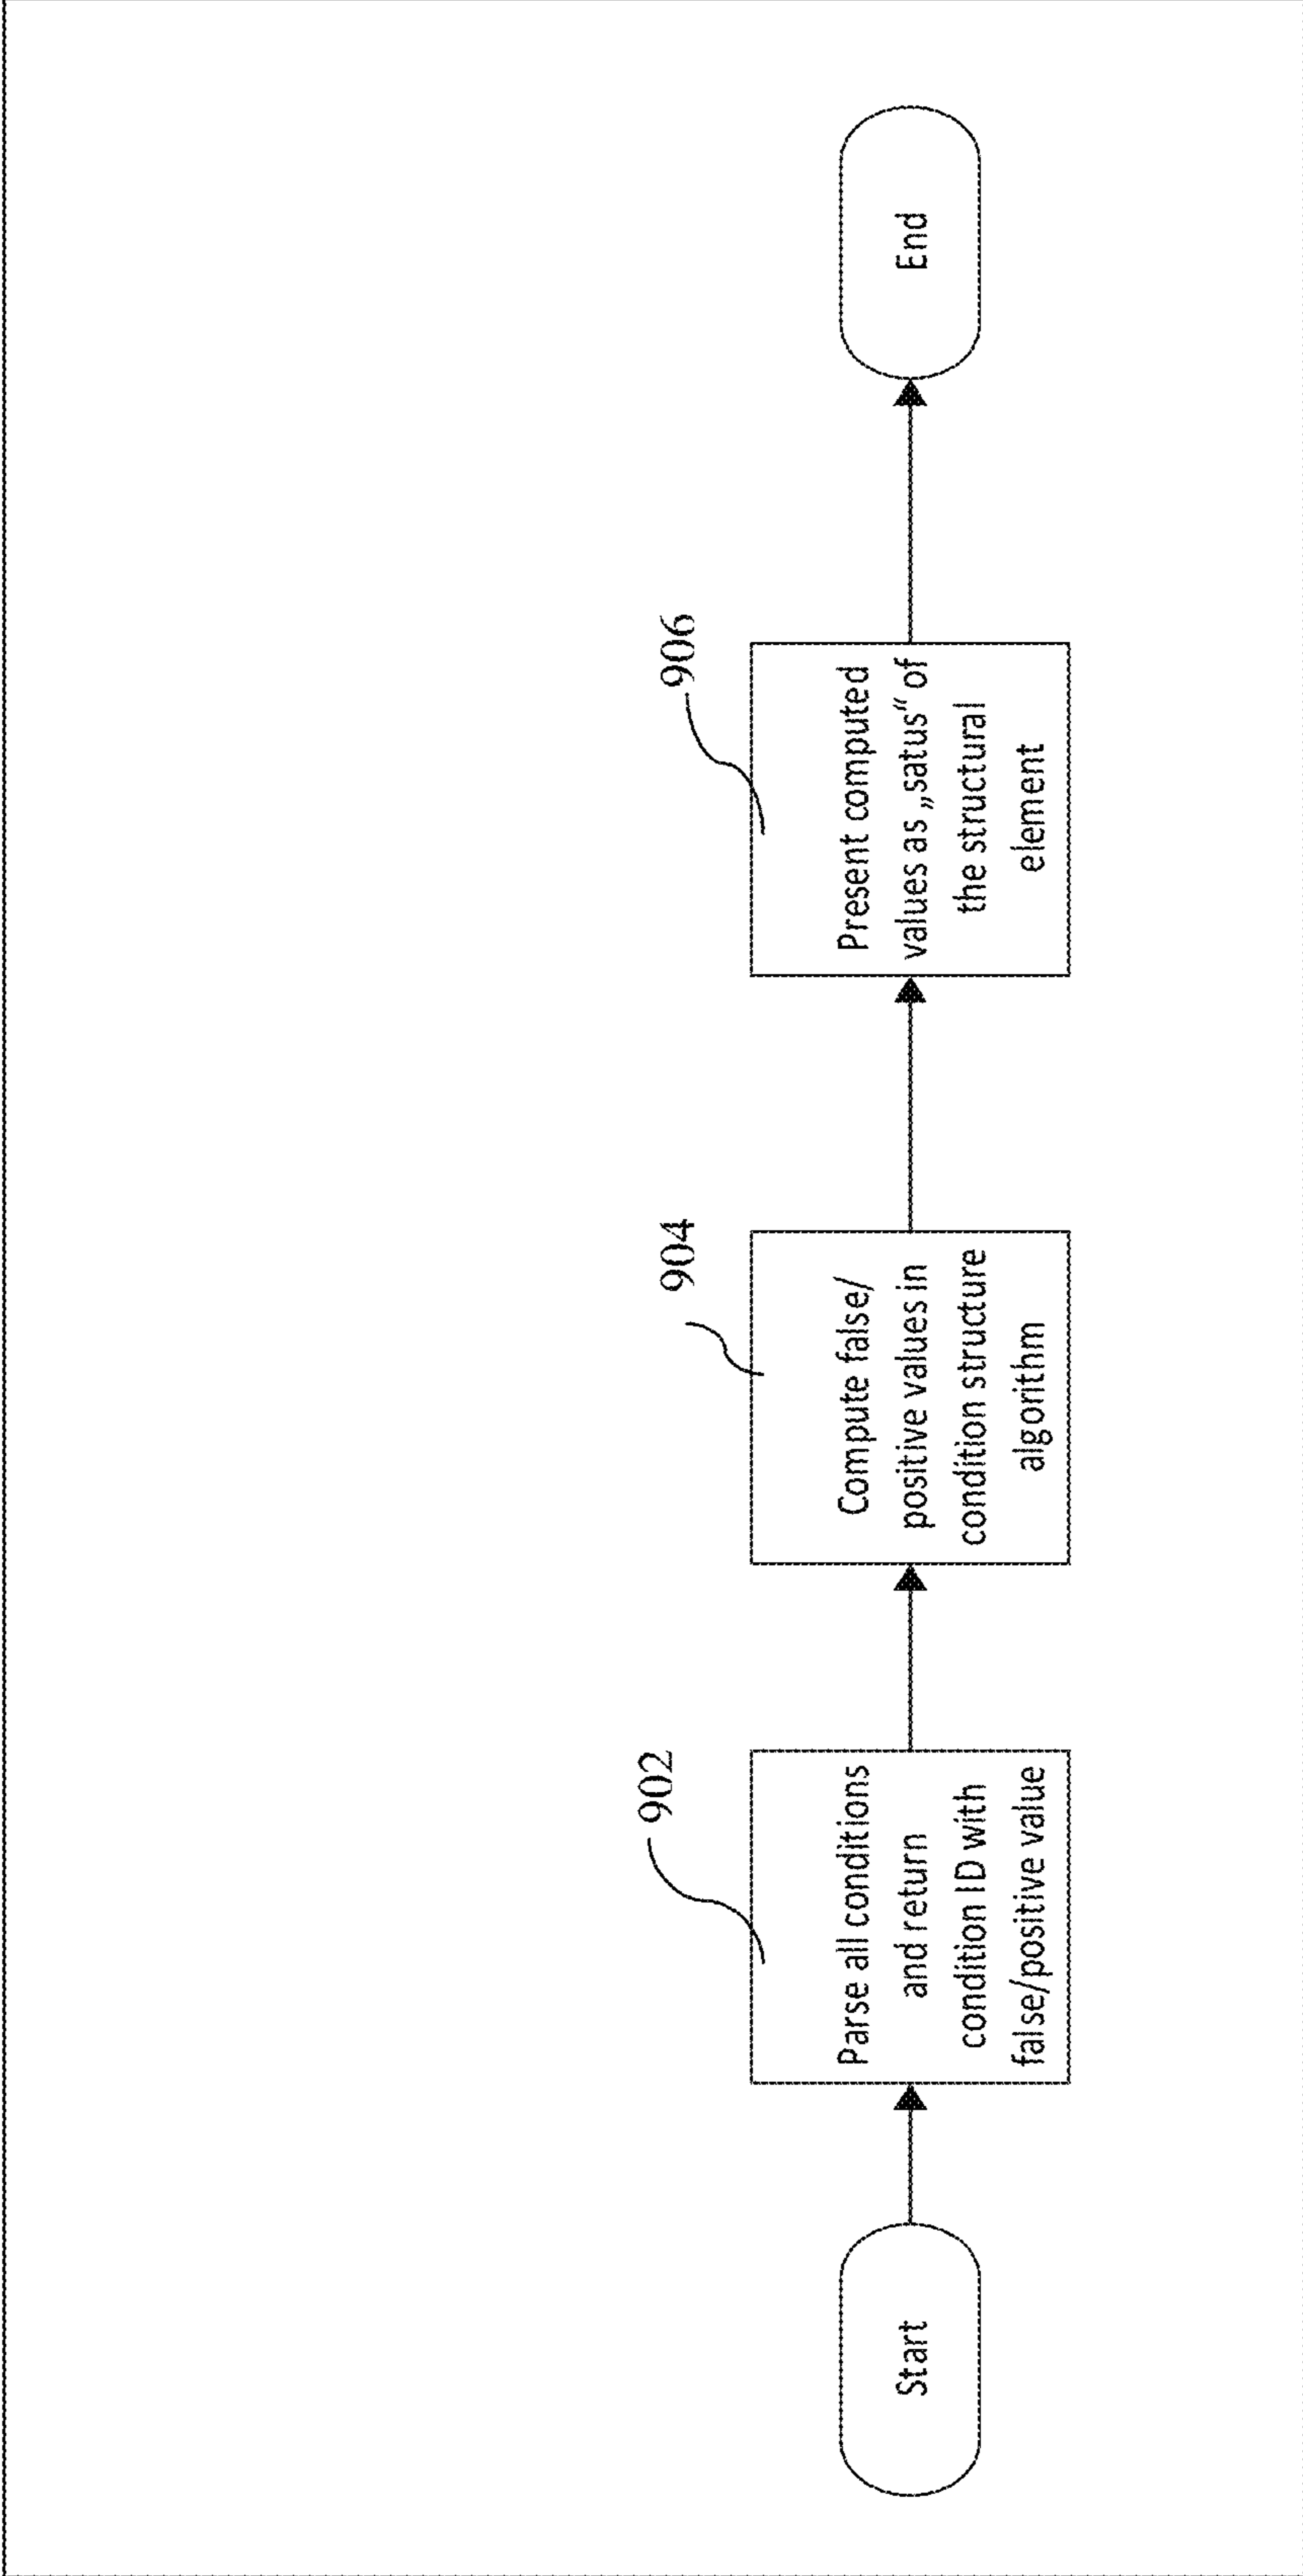 Start
902
Parse all conditions
and return
condition ID with
false/positive value
904
Compute false/
positive values in
condition structure
algorithm
906
Present computed
values as „satus“ of
the structural
element
End